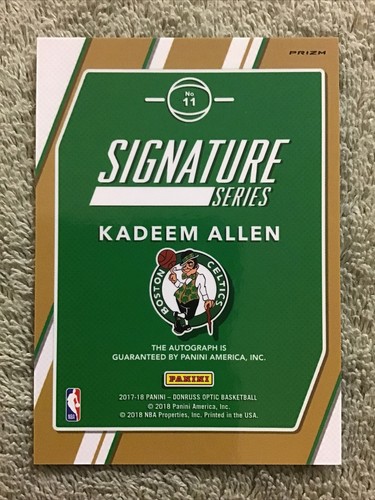 PRIZM
No
11
SIGNATURE
SERIES
KADEEM ALLEN
BOSTON
CELTICS
THE AUTOGRAPH IS
GUARANTEED BY PANINI AMERICA, INC.
PANINI
2017-18 PANINI – DONRUSS OPTIC BASKETBALL
© 2018 Panini America, Inc.
© 2018 NBA Properties, Inc. Printed in the USA.
NBA